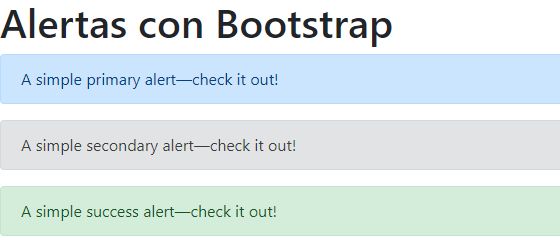 Alertas con Bootstrap
A simple primary alert—check it out!
A simple secondary alert—check it out!
A simple success alert—check it out!